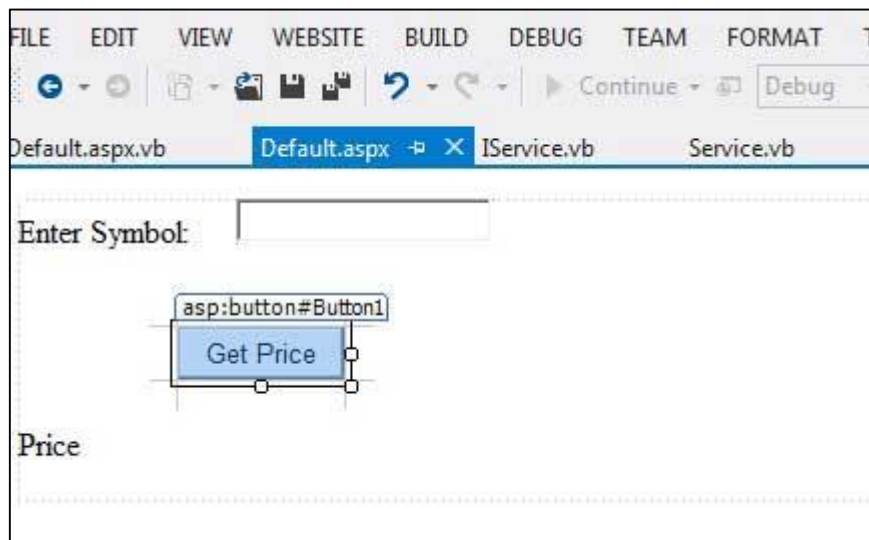 FILE EDIT VIEW WEBSITE BUILD DEBUG TEAM FORMAT
Continue Debug
Default.aspx.vb Default.aspx IService.vb Service.vb
Enter Symbol:
asp:button#Button1
Get Price
Price